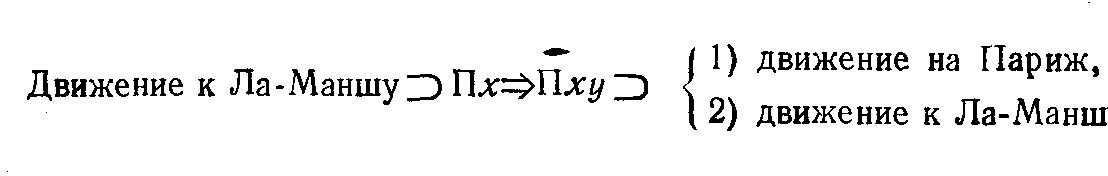 Движение к Ла-Маншу ⊃ Пx ⇒ П̄xy ⊃ { 1) движение на Париж,
2) движение к Ла-Манш